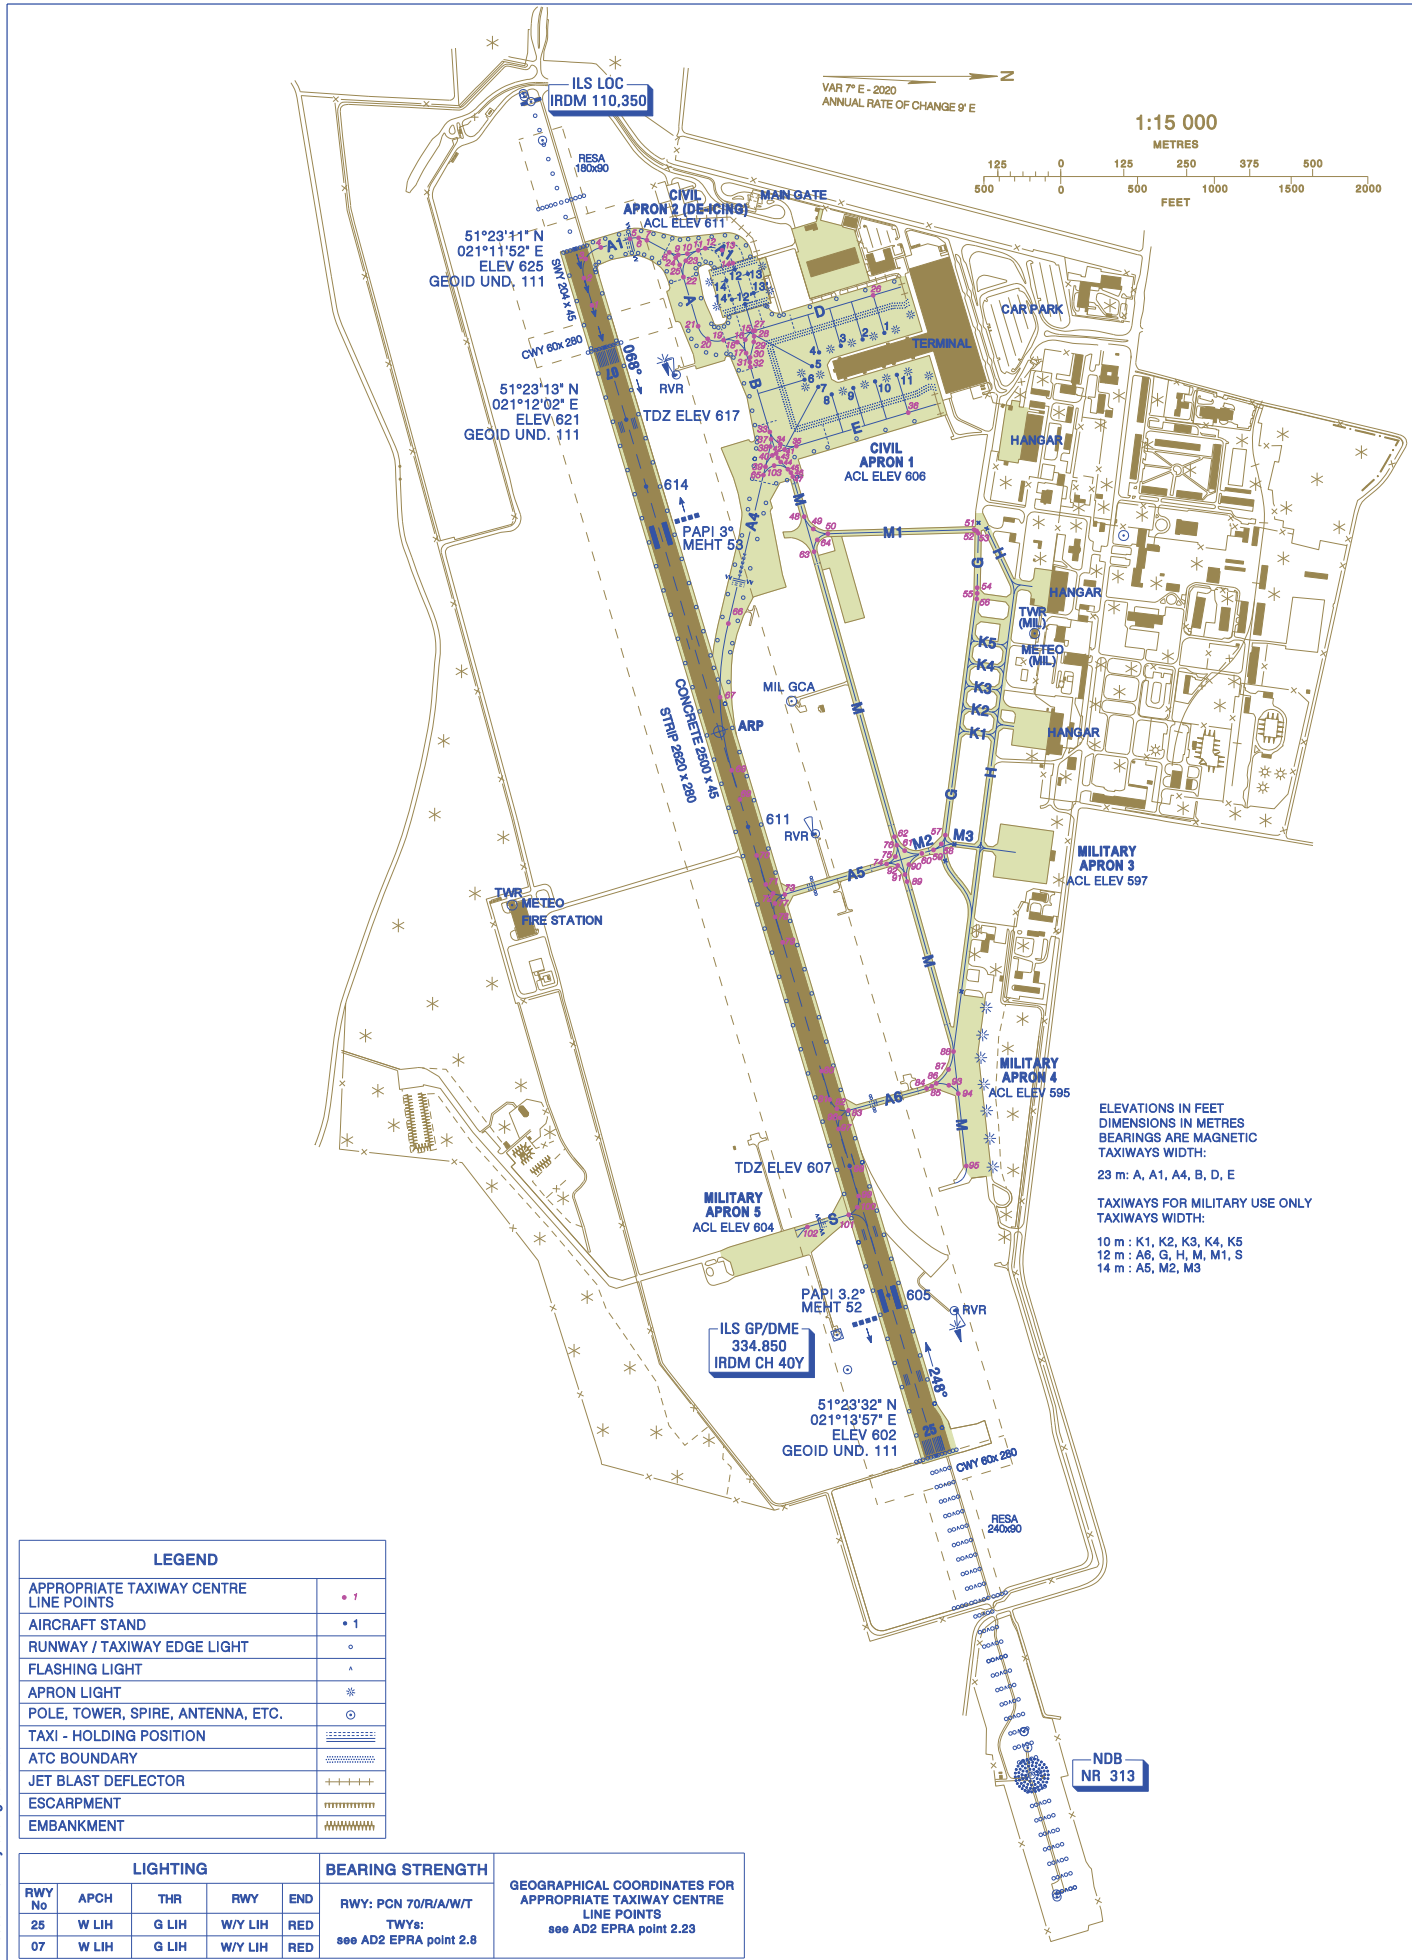 ILS LOC
IRDM 110,350
VAR 7° E - 2020
ANNUAL RATE OF CHANGE 9' E
N
1:15 000
METRES
125 0 125 250 375 500
500 0 500 1000 1500 2000
FEET
RESA
180x90
CIVIL
APRON 2 (DE-ICING)
ACL ELEV 611
MAIN GATE
51°23'11" N
021°11'52" E
ELEV 625
GEOID UND. 111
SWY 204 x 45
CWY 60x 280
A1
A1
A
D
B
E
CAR PARK
TERMINAL
07
068°
RVR
51°23'13" N
021°12'02" E
ELEV 621
GEOID UND. 111
TDZ ELEV 617
HANGAR
CIVIL
APRON 1
ACL ELEV 606
614
PAPI 3°
MEHT 53
A4
M
M1
G
H
HANGAR
TWR
(MIL)
METEO
(MIL)
K5
K4
K3
K2
K1
HANGAR
MIL GCA
M
ARP
CONCRETE 2500 x 45
STRIP 2620 x 280
H
G
611
RVR
M2
M3
MILITARY
APRON 3
ACL ELEV 597
A5
TWR
METEO
FIRE STATION
M
MILITARY
APRON 4
ACL ELEV 595
A6
M
TDZ ELEV 607
MILITARY
APRON 5
ACL ELEV 604
S
ELEVATIONS IN FEET
DIMENSIONS IN METRES
BEARINGS ARE MAGNETIC
TAXIWAYS WIDTH:
23 m: A, A1, A4, B, D, E
TAXIWAYS FOR MILITARY USE ONLY
TAXIWAYS WIDTH:
10 m : K1, K2, K3, K4, K5
12 m : A6, G, H, M, M1, S
14 m : A5, M2, M3
PAPI 3.2°
MEHT 52
605
RVR
ILS GP/DME
334.850
IRDM CH 40Y
248°
51°23'32" N
021°13'57" E
ELEV 602
GEOID UND. 111
25
CWY 60x 280
RESA
240x90
NDB
NR 313
LEGEND
APPROPRIATE TAXIWAY CENTRE
LINE POINTS 1
AIRCRAFT STAND 1
RUNWAY / TAXIWAY EDGE LIGHT
FLASHING LIGHT
APRON LIGHT
POLE, TOWER, SPIRE, ANTENNA, ETC.
TAXI - HOLDING POSITION
ATC BOUNDARY
JET BLAST DEFLECTOR
ESCARPMENT
EMBANKMENT
LIGHTING
RWY No APCH THR RWY END
25 W LIH G LIH W/Y LIH RED
07 W LIH G LIH W/Y LIH RED
BEARING STRENGTH
RWY: PCN 70/R/A/W/T
TWYs:
see AD2 EPRA point 2.8
GEOGRAPHICAL COORDINATES FOR
APPROPRIATE TAXIWAY CENTRE
LINE POINTS
see AD2 EPRA point 2.23